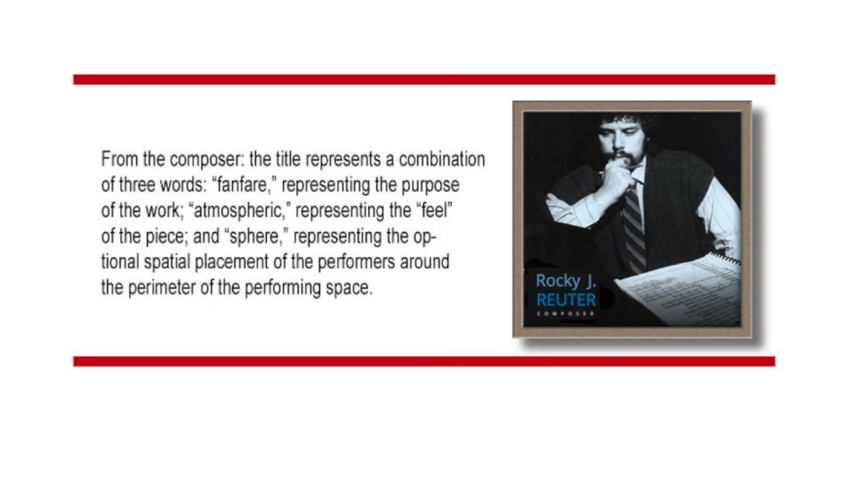 From the composer: the title represents a combination
of three words: “fanfare,” representing the purpose
of the work; “atmospheric,” representing the “feel”
of the piece; and “sphere,” representing the op-
tional spatial placement of the performers around
the perimeter of the performing space.
Rocky J.
REUTER
COMPOSER